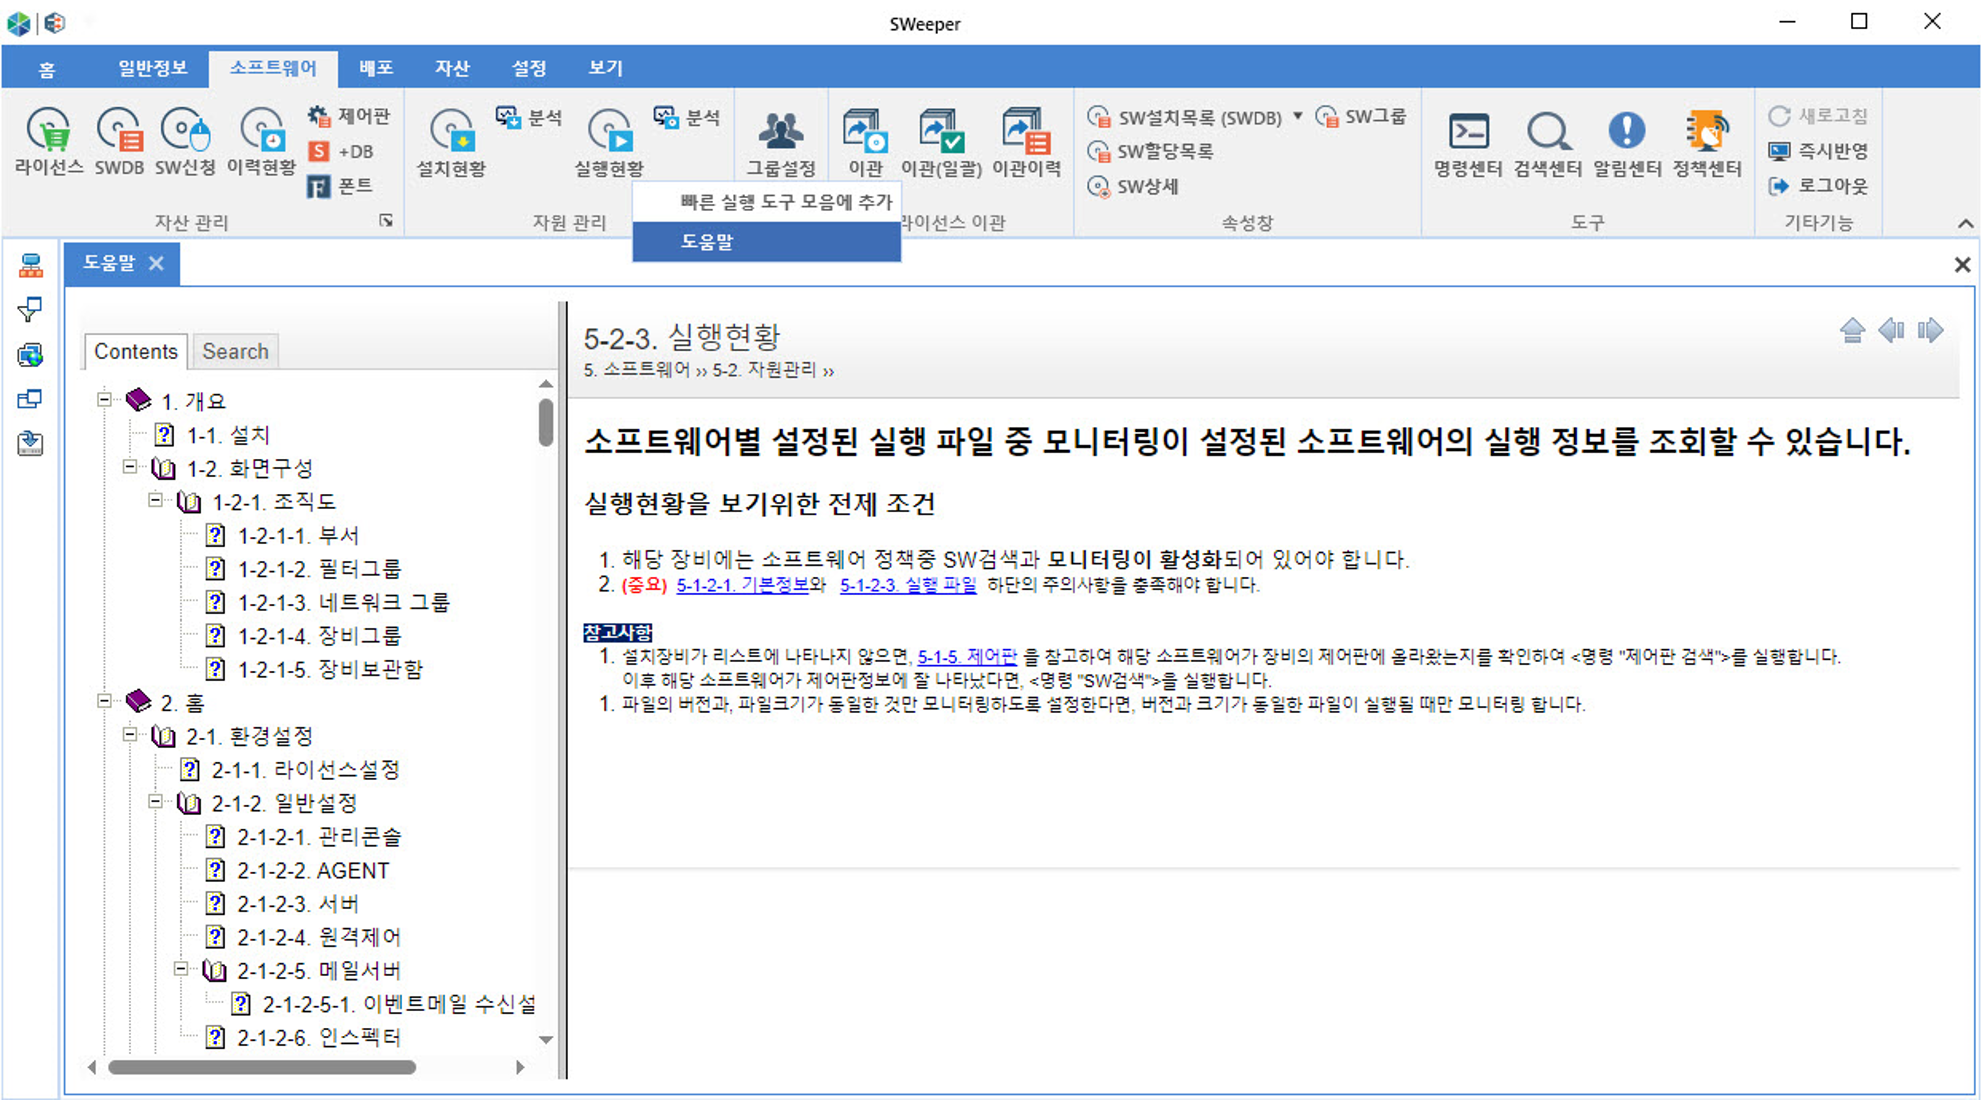 SWeeper
홈 일반정보 소프트웨어 배포 자산 설정 보기
라이선스 SWDB SW신청 이력현황 제어판 +DB 폰트
자산 관리
설치현황 분석 실행현황 분석
자원 관리
그룹설정
이관 이관(일괄) 이관이력
라이선스 이관
SW설치목록 (SWDB) SW그룹
SW할당목록
SW상세
속성창
명령센터 검색센터 알림센터 정책센터
도구
새로고침
즉시반영
로그아웃
기타기능
빠른 실행 도구 모음에 추가
도움말
도움말
Contents Search
1. 개요
1-1. 설치
1-2. 화면구성
1-2-1. 조직도
1-2-1-1. 부서
1-2-1-2. 필터그룹
1-2-1-3. 네트워크 그룹
1-2-1-4. 장비그룹
1-2-1-5. 장비보관함
2. 홈
2-1. 환경설정
2-1-1. 라이선스설정
2-1-2. 일반설정
2-1-2-1. 관리콘솔
2-1-2-2. AGENT
2-1-2-3. 서버
2-1-2-4. 원격제어
2-1-2-5. 메일서버
2-1-2-5-1. 이벤트메일 수신설
2-1-2-6. 인스펙터
5-2-3. 실행현황
5. 소프트웨어 ›› 5-2. 자원관리 ››
소프트웨어별 설정된 실행 파일 중 모니터링이 설정된 소프트웨어의 실행 정보를 조회할 수 있습니다.
실행현황을 보기위한 전제 조건
1. 해당 장비에는 소프트웨어 정책중 SW검색과 모니터링이 활성화되어 있어야 합니다.
2. (중요) 5-1-2-1. 기본정보와 5-1-2-3. 실행 파일 하단의 주의사항을 충족해야 합니다.
참고사항
1. 설치장비가 리스트에 나타나지 않으면, 5-1-5. 제어판 을 참고하여 해당 소프트웨어가 장비의 제어판에 올라왔는지를 확인하여 <명령 "제어판 검색">를 실행합니다.
이후 해당 소프트웨어가 제어판정보에 잘 나타났다면, <명령 "SW검색">을 실행합니다.
1. 파일의 버전과, 파일크기가 동일한 것만 모니터링하도록 설정한다면, 버전과 크기가 동일한 파일이 실행될 때만 모니터링 합니다.